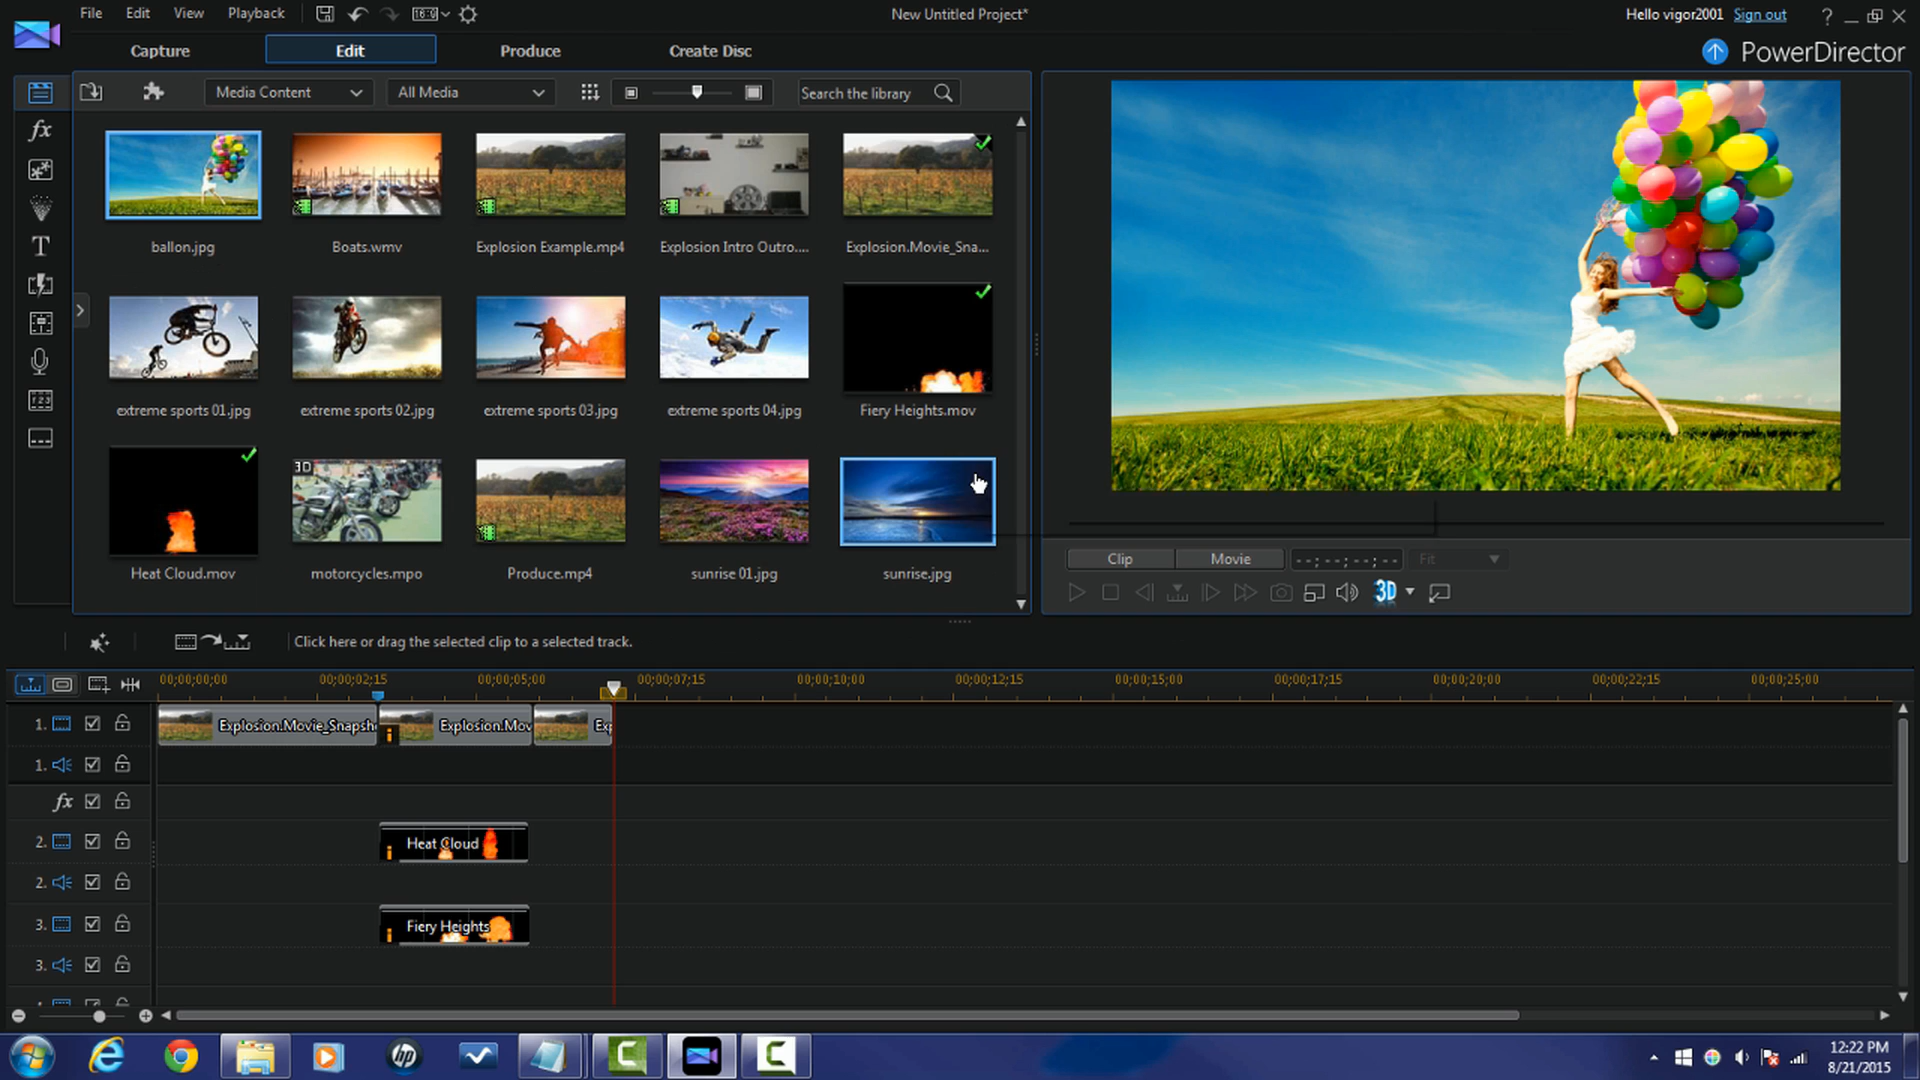 File Edit View Playback
16:9
New Untitled Project*
Hello vigor2001 Sign out
?
Capture Edit Produce Create Disc
PowerDirector
Media Content All Media Search the library
fx
T
ballon.jpg Boats.wmv Explosion Example.mp4 Explosion Intro Outro.... Explosion.Movie_Sna...
extreme sports 01.jpg extreme sports 02.jpg extreme sports 03.jpg extreme sports 04.jpg Fiery Heights.mov
3D
Heat Cloud.mov motorcycles.mpo Produce.mp4 sunrise 01.jpg sunrise.jpg
Clip Movie --;--;--;-- Fit
3D
Click here or drag the selected clip to a selected track.
00;00;00;00 00;00;02;15 00;00;05;00 00;00;07;15 00;00;10;00 00;00;12;15 00;00;15;00 00;00;17;15 00;00;20;00 00;00;22;15 00;00;25;00
1. Explosion.Movie_Snapsh i Explosion.Mov Exp
1.
fx
2. i Heat Cloud
2.
3. i Fiery Heights
3.
hp
12:22 PM
8/21/2015